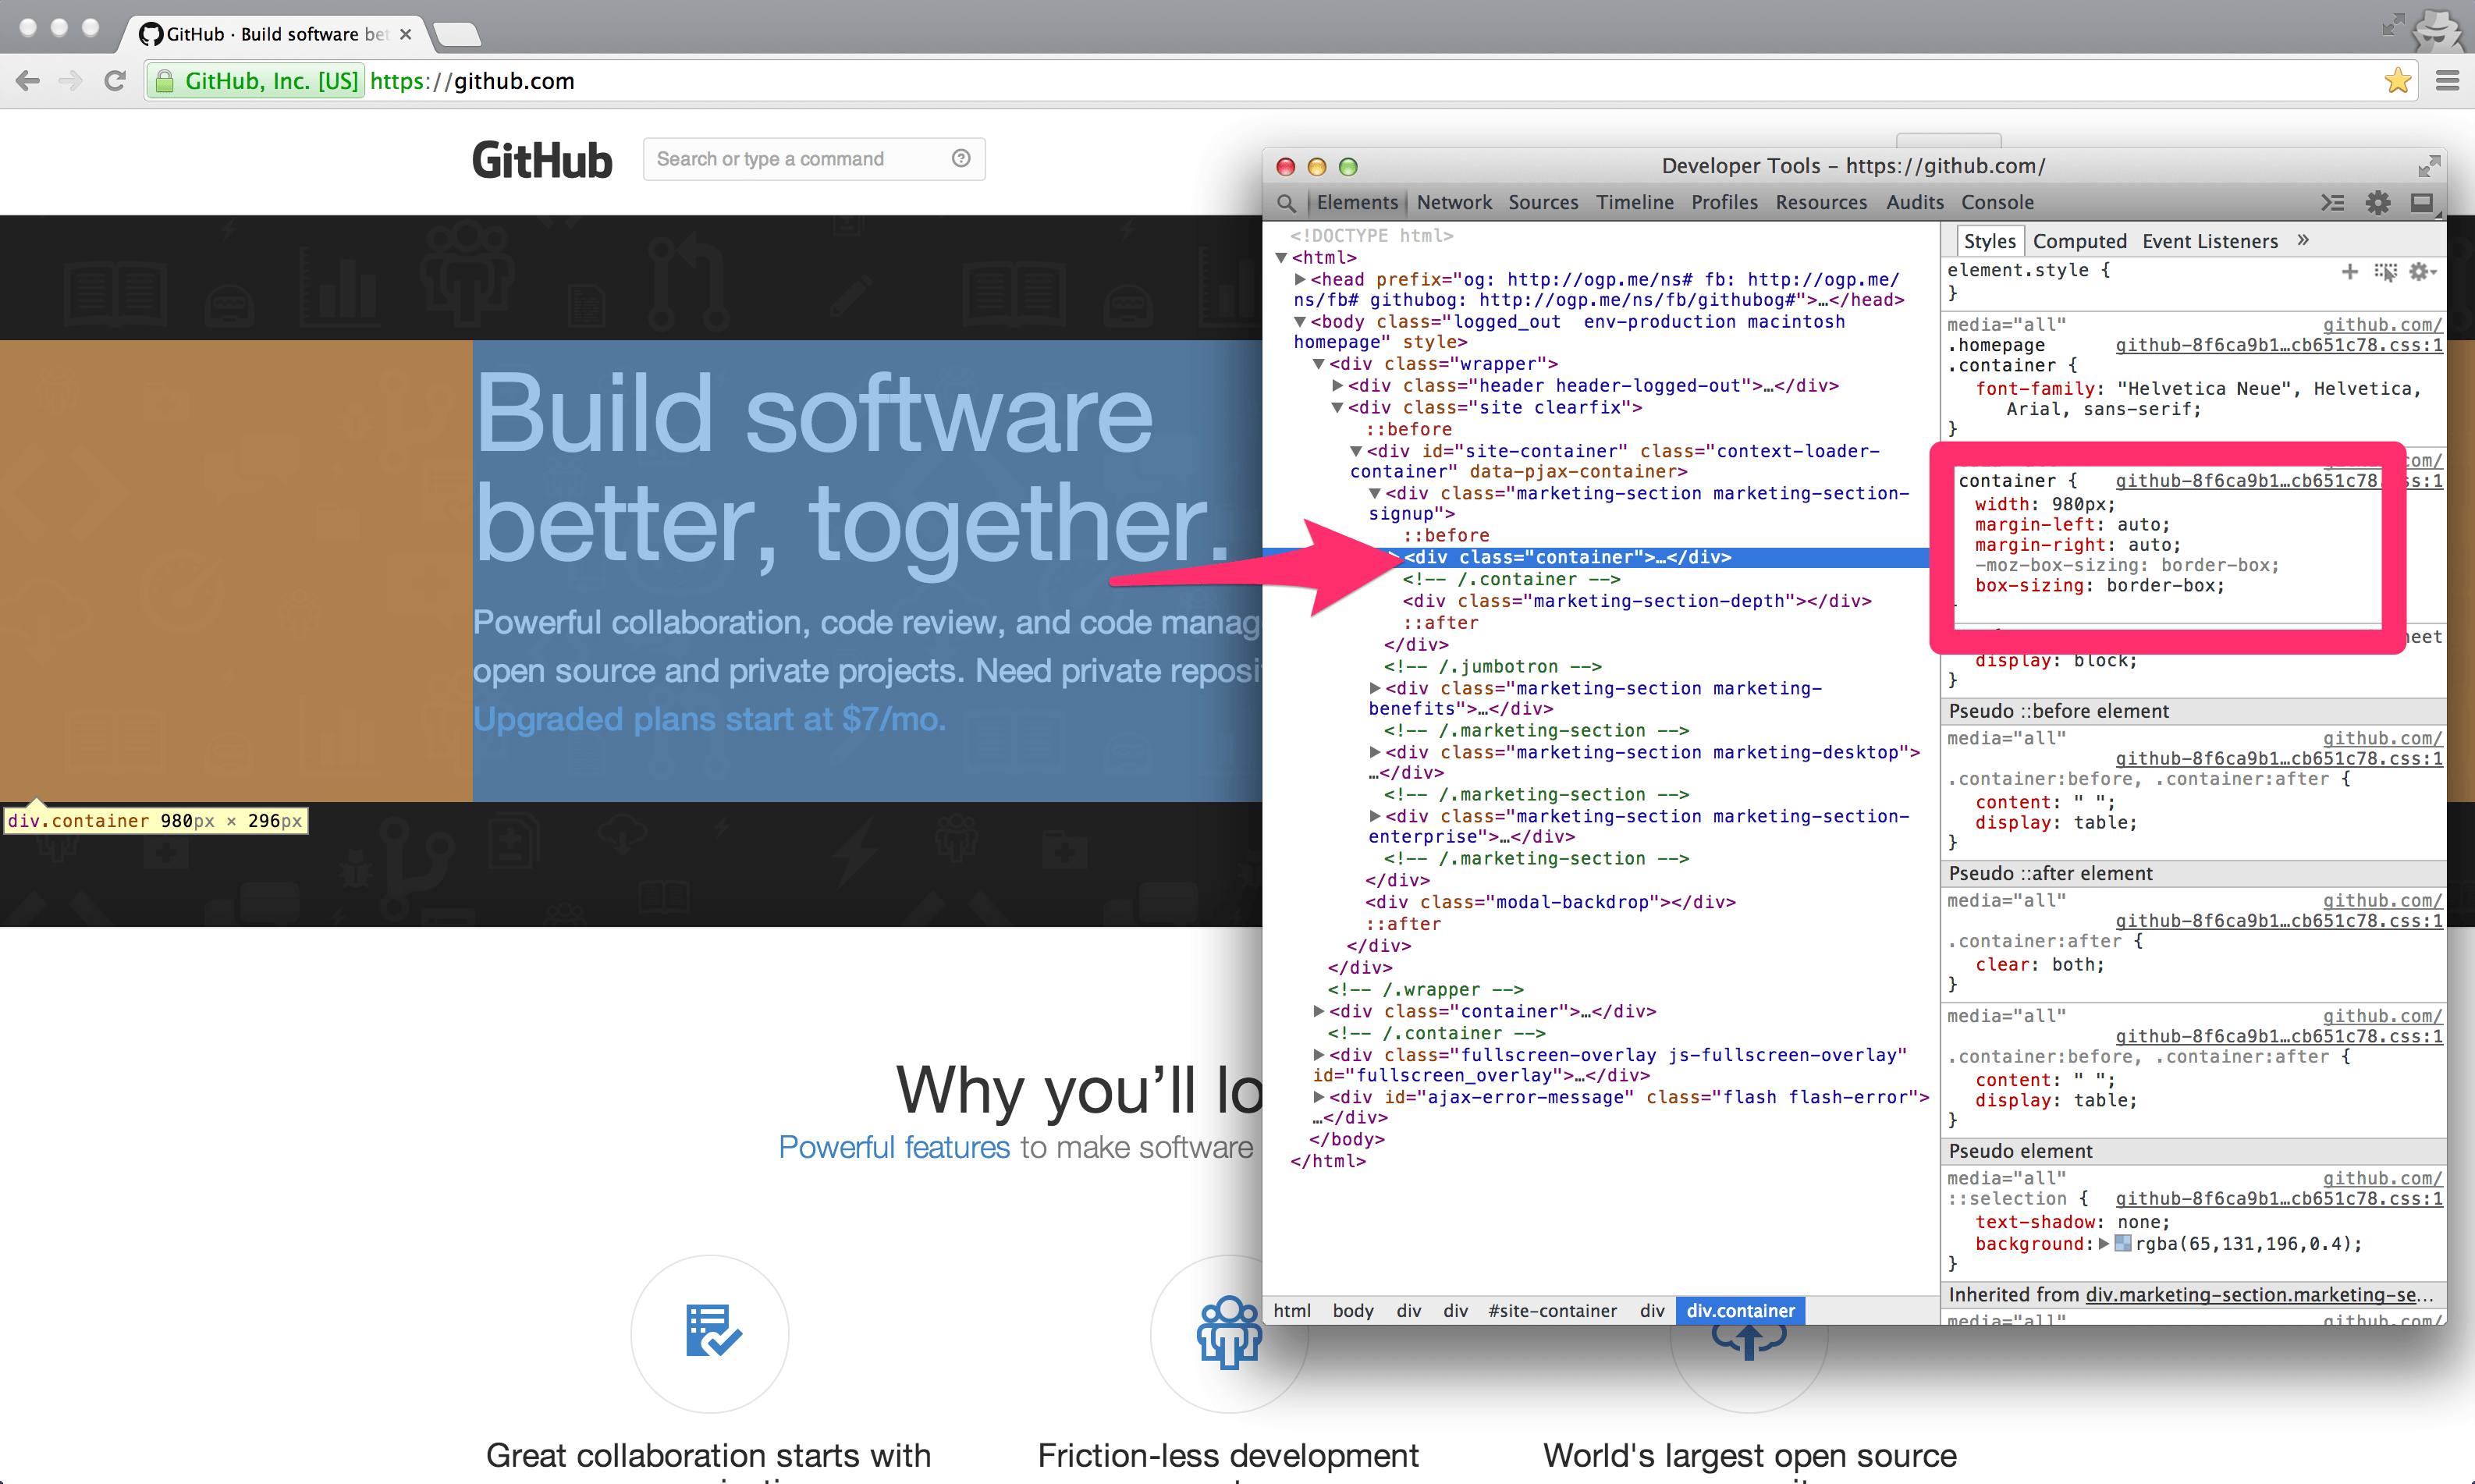 GitHub · Build software be
GitHub, Inc. [US] https://github.com
GitHub
Search or type a command
Build software
better, together.
Powerful collaboration, code review, and code manag
open source and private projects. Need private reposi
Upgraded plans start at $7/mo.
div.container 980px × 296px
Why you’ll lo
Powerful features to make software
Great collaboration starts with
Friction-less development
World's largest open source
Developer Tools – https://github.com/
Elements Network Sources Timeline Profiles Resources Audits Console
<!DOCTYPE html>
▼<html>
▶<head prefix="og: http://ogp.me/ns# fb: http://ogp.me/
ns/fb# githubog: http://ogp.me/ns/fb/githubog#">…</head>
▼<body class="logged_out  env-production macintosh
homepage" style>
▼<div class="wrapper">
▶<div class="header header-logged-out">…</div>
▼<div class="site clearfix">
::before
▼<div id="site-container" class="context-loader-
container" data-pjax-container>
▼<div class="marketing-section marketing-section-
signup">
::before
<div class="container">…</div>
<!-- /.container -->
<div class="marketing-section-depth"></div>
::after
</div>
<!-- /.jumbotron -->
▶<div class="marketing-section marketing-
benefits">…</div>
<!-- /.marketing-section -->
▶<div class="marketing-section marketing-desktop">
…</div>
<!-- /.marketing-section -->
▶<div class="marketing-section marketing-section-
enterprise">…</div>
<!-- /.marketing-section -->
</div>
<div class="modal-backdrop"></div>
::after
</div>
</div>
<!-- /.wrapper -->
▶<div class="container">…</div>
<!-- /.container -->
▶<div class="fullscreen-overlay js-fullscreen-overlay"
id="fullscreen_overlay">…</div>
▶<div id="ajax-error-message" class="flash flash-error">
…</div>
</body>
</html>
html body div div #site-container div div.container
Styles Computed Event Listeners »
element.style {
}
media="all" github.com/
.homepage github-8f6ca9b1…cb651c78.css:1
.container {
font-family: "Helvetica Neue", Helvetica,
Arial, sans-serif;
}
com/
container { github-8f6ca9b1…cb651c78. ss:1
width: 980px;
margin-left: auto;
margin-right: auto;
-moz-box-sizing: border-box;
box-sizing: border-box;
eet
display: block;
}
Pseudo ::before element
media="all" github.com/
github-8f6ca9b1…cb651c78.css:1
.container:before, .container:after {
content: " ";
display: table;
}
Pseudo ::after element
media="all" github.com/
github-8f6ca9b1…cb651c78.css:1
.container:after {
clear: both;
}
media="all" github.com/
github-8f6ca9b1…cb651c78.css:1
.container:before, .container:after {
content: " ";
display: table;
}
Pseudo element
media="all" github.com/
::selection { github-8f6ca9b1…cb651c78.css:1
text-shadow: none;
background:▶rgba(65,131,196,0.4);
}
Inherited from div.marketing-section.marketing-se…
media="all" github.com/